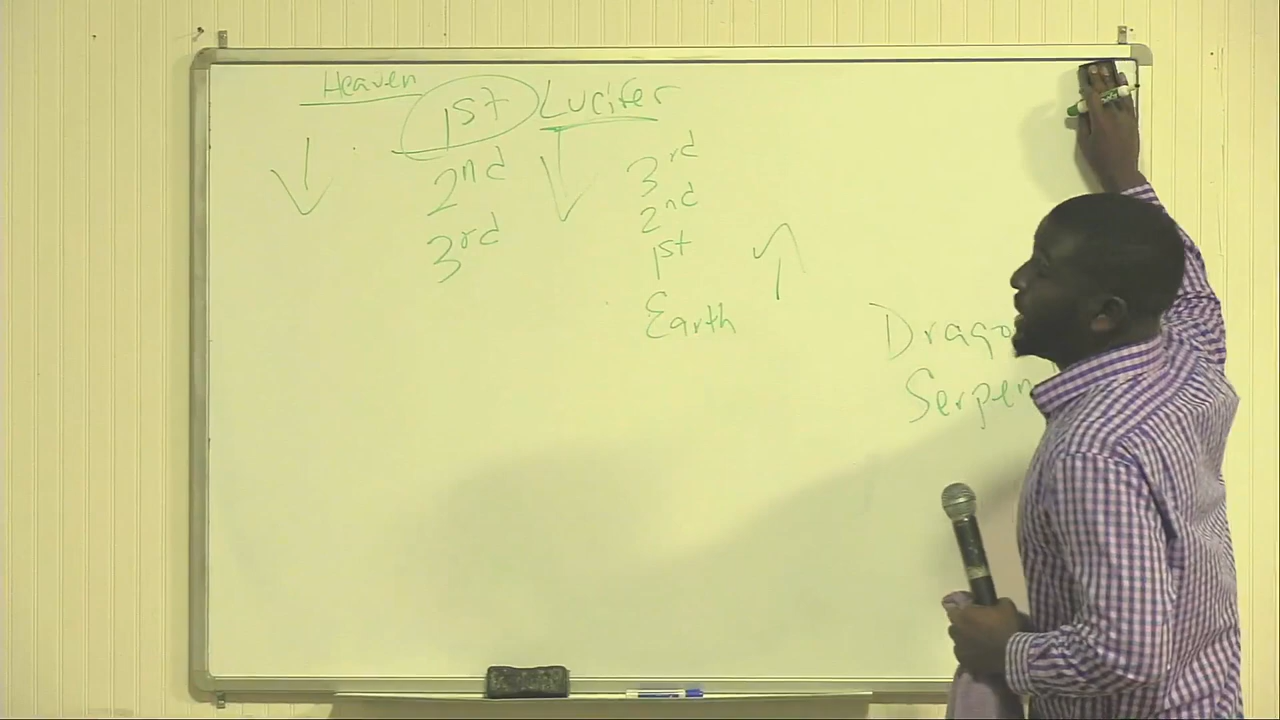 Heaven 1st Lucifer
2nd 3rd
3rd 2nd
1st
Earth
Drago
Serpen